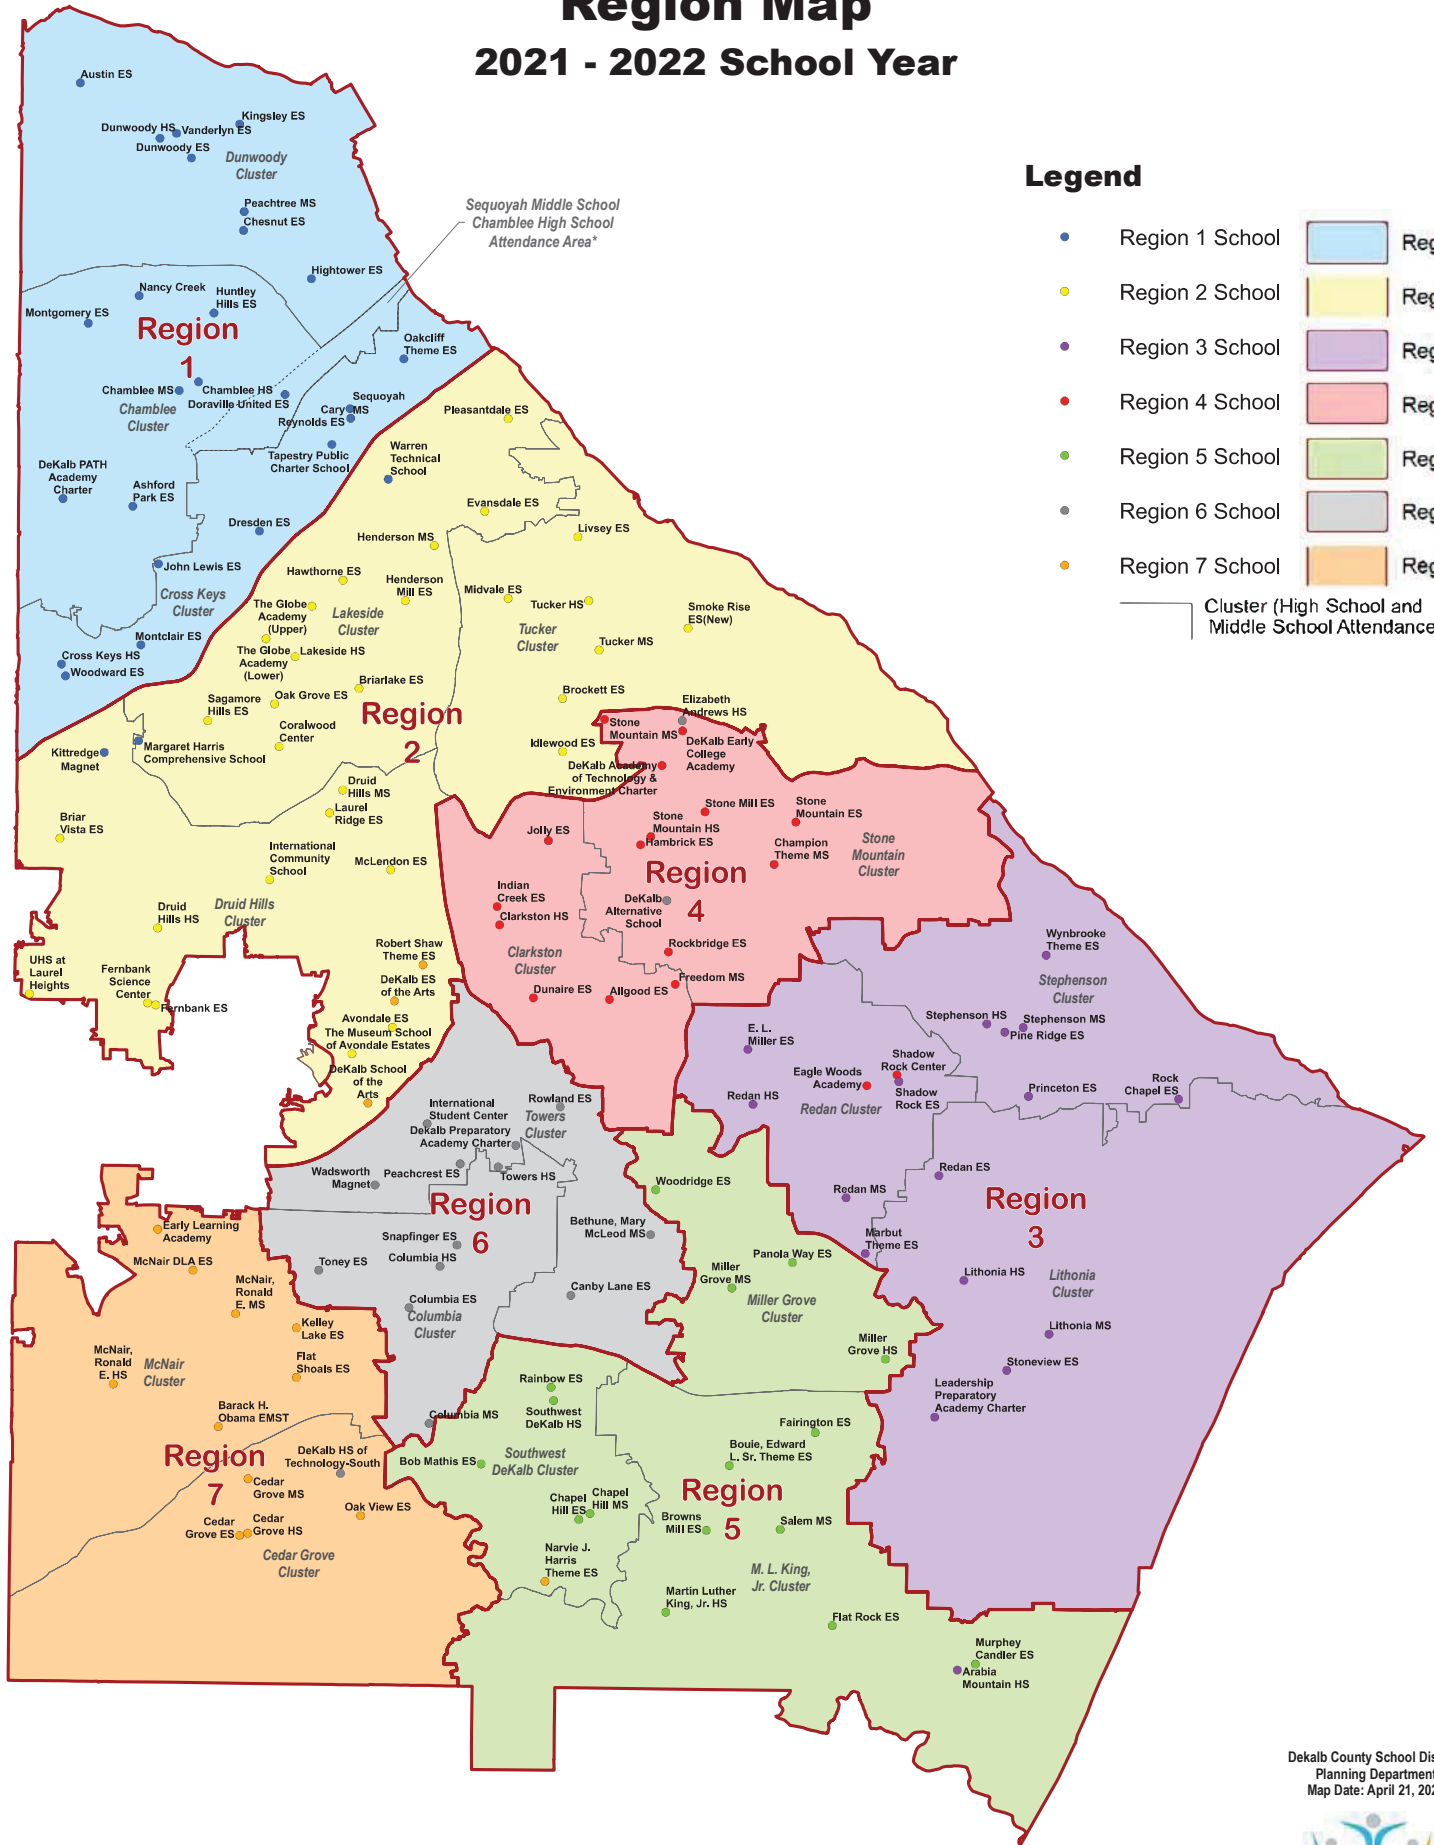 Region Map
2021 - 2022 School Year
Legend
Region 1 School
Region 2 School
Region 3 School
Region 4 School
Region 5 School
Region 6 School
Region 7 School
Reg
Reg
Reg
Reg
Reg
Reg
Reg
Cluster (High School and
Middle School Attendance
Sequoyah Middle School
Chamblee High School
Attendance Area*
Austin ES
Kingsley ES
Dunwoody HS
Vanderlyn ES
Dunwoody ES
Dunwoody
Cluster
Peachtree MS
Chesnut ES
Hightower ES
Nancy Creek
Huntley
Hills ES
Montgomery ES
Region
1
Oakcliff
Theme ES
Chamblee MS
Chamblee HS
Doraville United ES
Chamblee
Cluster
Sequoyah
MS
Cary
Reynolds ES
Tapestry Public
Charter School
DeKalb PATH
Academy
Charter
Ashford
Park ES
Dresden ES
John Lewis ES
Cross Keys
Cluster
Montclair ES
Cross Keys HS
Woodward ES
Pleasantdale ES
Warren
Technical
School
Evansdale ES
Livsey ES
Henderson MS
Hawthorne ES
Henderson
Mill ES
Midvale ES
Tucker HS
Smoke Rise
ES(New)
The Globe
Academy
(Upper)
Lakeside
Cluster
Tucker
Cluster
Tucker MS
The Globe
Academy
(Lower)
Lakeside HS
Briarlake ES
Oak Grove ES
Sagamore
Hills ES
Region
2
Brockett ES
Coralwood
Center
Idlewood ES
Kittredge
Magnet
Margaret Harris
Comprehensive School
Druid
Hills MS
Laurel
Ridge ES
Briar
Vista ES
International
Community
School
McLendon ES
Druid
Hills HS
Druid Hills
Cluster
UHS at
Laurel
Heights
Fernbank
Science
Center
Fernbank ES
Robert Shaw
Theme ES
DeKalb ES
of the Arts
Avondale ES
The Museum School
of Avondale Estates
DeKalb School
of the
Arts
Elizabeth
Andrews HS
Stone
Mountain MS
DeKalb Early
College
Academy
DeKalb Academy
of Technology &
Environment Charter
Stone Mill ES
Stone
Mountain ES
Jolly ES
Stone
Mountain HS
Hambrick ES
Champion
Theme MS
Stone
Mountain
Cluster
Region
4
Indian
Creek ES
Clarkston HS
DeKalb
Alternative
School
Clarkston
Cluster
Rockbridge ES
Freedom MS
Dunaire ES
Allgood ES
Wynbrooke
Theme ES
Stephenson
Cluster
Stephenson HS
Stephenson MS
Pine Ridge ES
E. L.
Miller ES
Shadow
Rock Center
Eagle Woods
Academy
Shadow
Rock ES
Redan HS
Redan Cluster
Princeton ES
Rock
Chapel ES
Redan ES
Redan MS
Region
3
Marbut
Theme ES
Lithonia HS
Lithonia
Cluster
Lithonia MS
Stoneview ES
Leadership
Preparatory
Academy Charter
International
Student Center
Rowland ES
Towers
Cluster
Dekalb Preparatory
Academy Charter
Wadsworth
Magnet
Peachcrest ES
Towers HS
Region
6
Bethune, Mary
McLeod MS
Snapfinger ES
Columbia HS
Toney ES
Canby Lane ES
Columbia ES
Columbia
Cluster
Columbia MS
Woodridge ES
Panola Way ES
Miller
Grove MS
Miller Grove
Cluster
Miller
Grove HS
Rainbow ES
Southwest
DeKalb HS
Fairington ES
Bouie, Edward
L. Sr. Theme ES
Bob Mathis ES
Southwest
DeKalb Cluster
Region
5
Chapel
Hill ES
Chapel
Hill MS
Browns
Mill ES
Salem MS
Narvie J.
Harris
Theme ES
M. L. King,
Jr. Cluster
Martin Luther
King, Jr. HS
Flat Rock ES
Murphey
Candler ES
Arabia
Mountain HS
Early Learning
Academy
McNair DLA ES
McNair,
Ronald
E. MS
Kelley
Lake ES
McNair,
Ronald
E. HS
McNair
Cluster
Flat
Shoals ES
Barack H.
Obama EMST
Region
7
DeKalb HS of
Technology-South
Cedar
Grove MS
Oak View ES
Cedar
Grove ES
Cedar
Grove HS
Cedar Grove
Cluster
Dekalb County School Dis
Planning Department
Map Date: April 21, 202